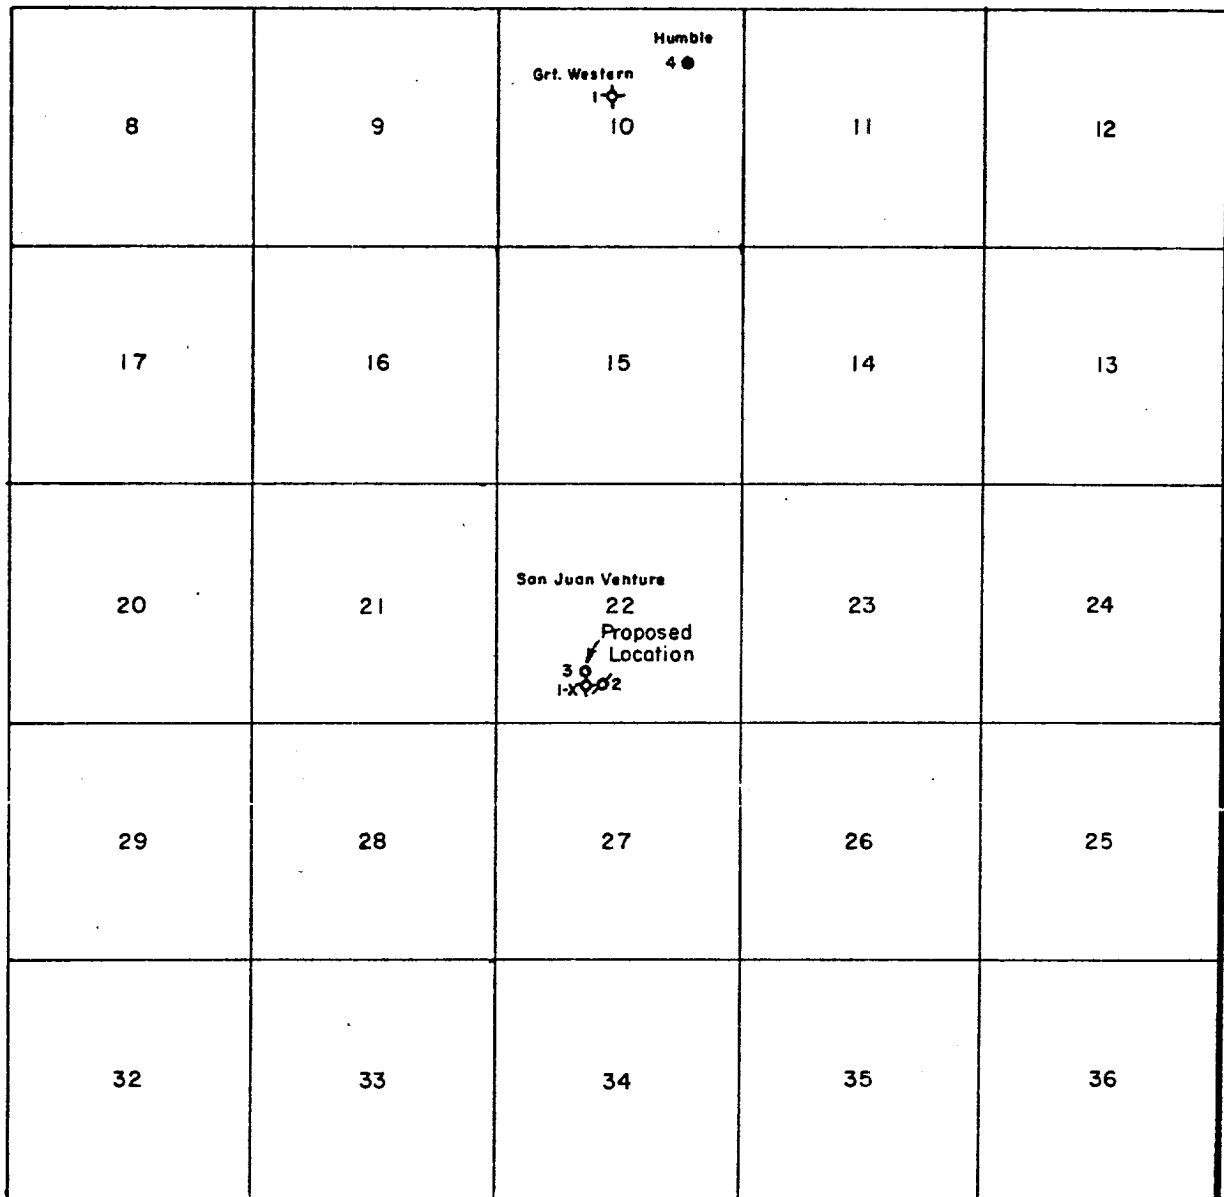 Humble
4
Grt. Western
1
8 9 10 11 12
17 16 15 14 13
San Juan Venture
20 21 22 23 24
Proposed
Location
3
1-X 2
29 28 27 26 25
32 33 34 35 36